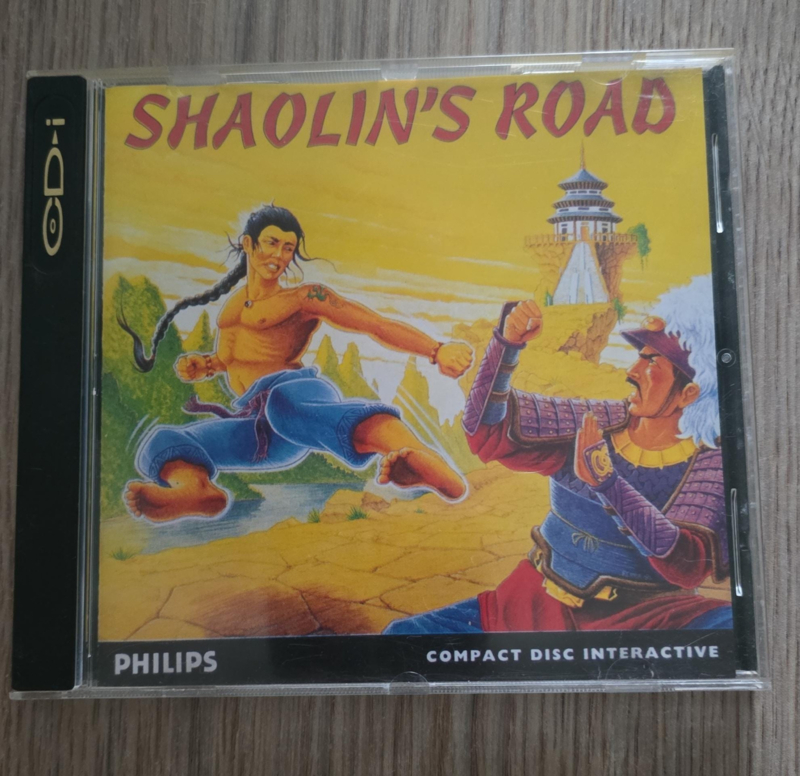 SHAOLIN'S ROAD
CD-i
PHILIPS
COMPACT DISC INTERACTIVE